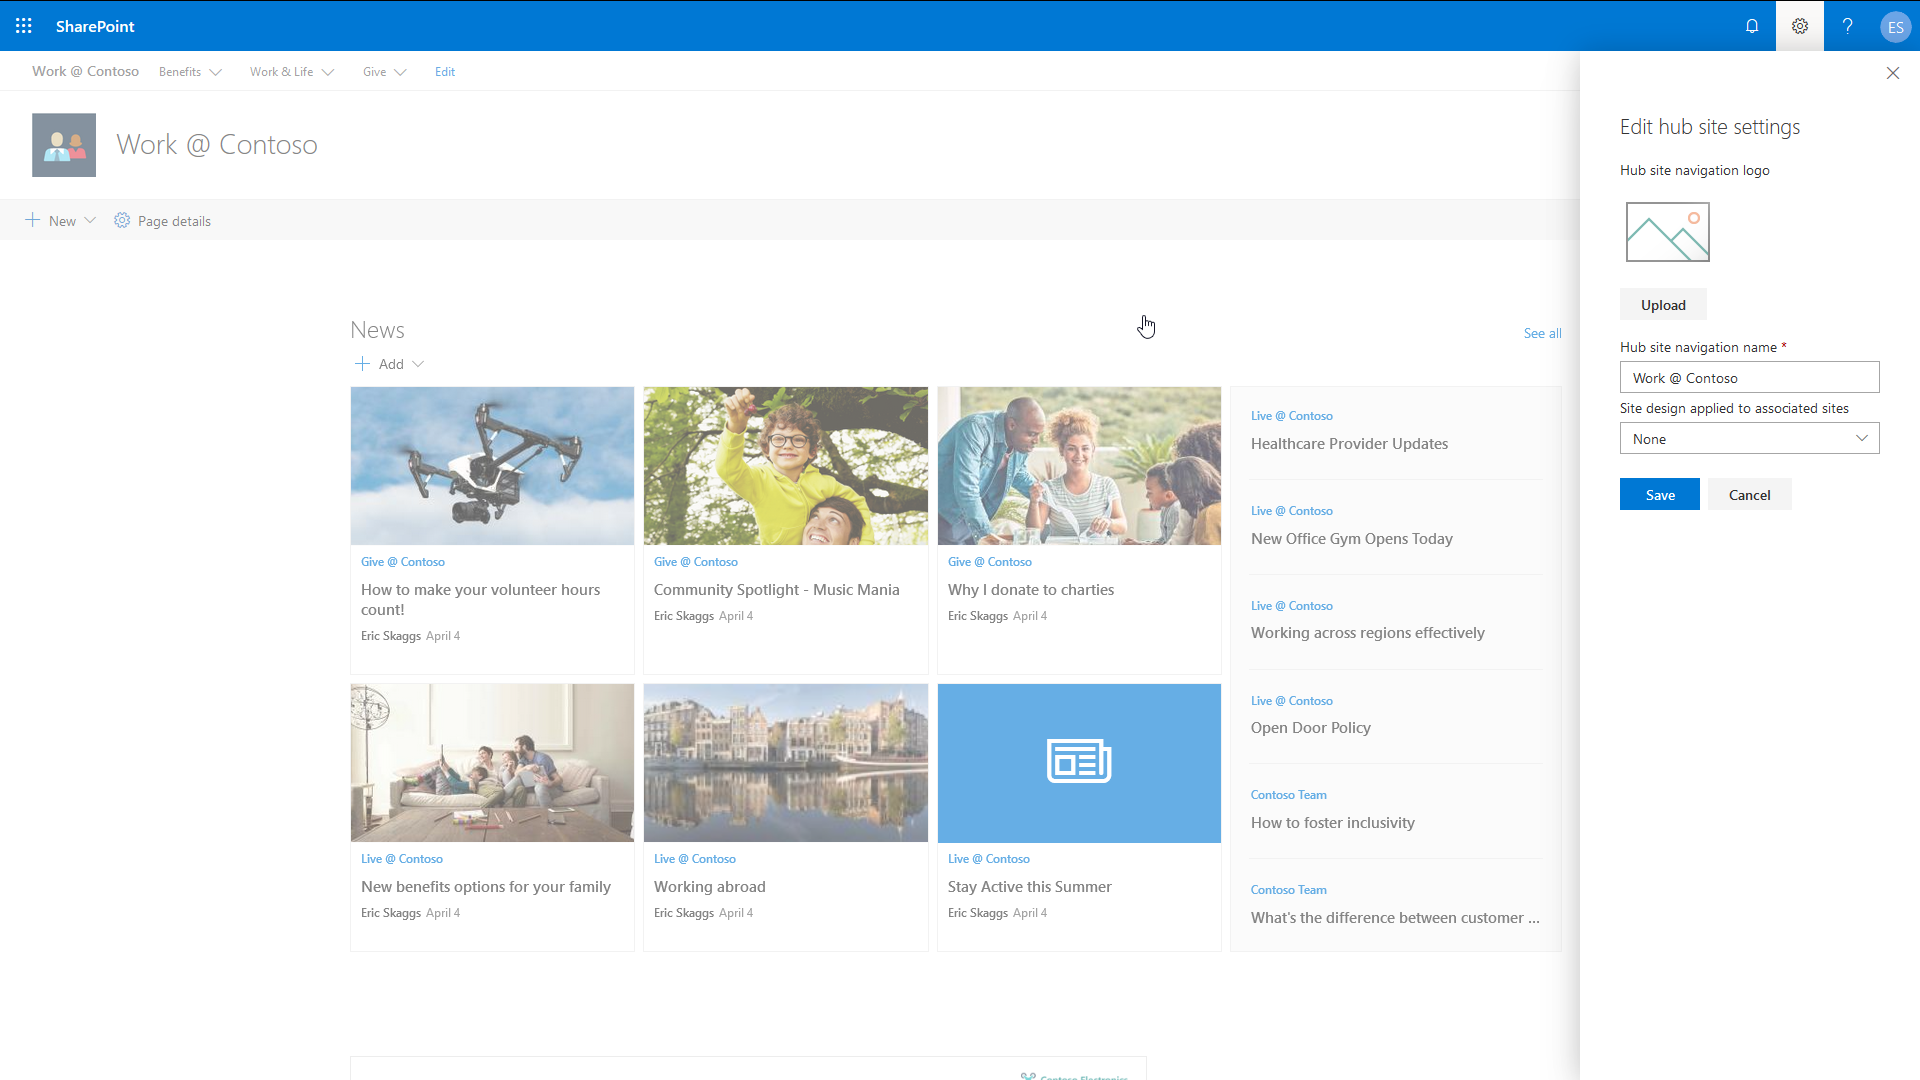 SharePoint
ES
Work @ Contoso
Benefits
Work & Life
Give
Edit
Work @ Contoso
New
Page details
News
See all
Add
Give @ Contoso
How to make your volunteer hours
count!
Eric Skaggs April 4
Give @ Contoso
Community Spotlight - Music Mania
Eric Skaggs April 4
Give @ Contoso
Why I donate to charties
Eric Skaggs April 4
Live @ Contoso
New benefits options for your family
Eric Skaggs April 4
Live @ Contoso
Working abroad
Eric Skaggs April 4
Live @ Contoso
Stay Active this Summer
Eric Skaggs April 4
Live @ Contoso
Healthcare Provider Updates
Live @ Contoso
New Office Gym Opens Today
Live @ Contoso
Working across regions effectively
Live @ Contoso
Open Door Policy
Contoso Team
How to foster inclusivity
Contoso Team
What's the difference between customer ...
Contoso Electronics
Edit hub site settings
Hub site navigation logo
Upload
Hub site navigation name *
Work @ Contoso
Site design applied to associated sites
None
Save
Cancel